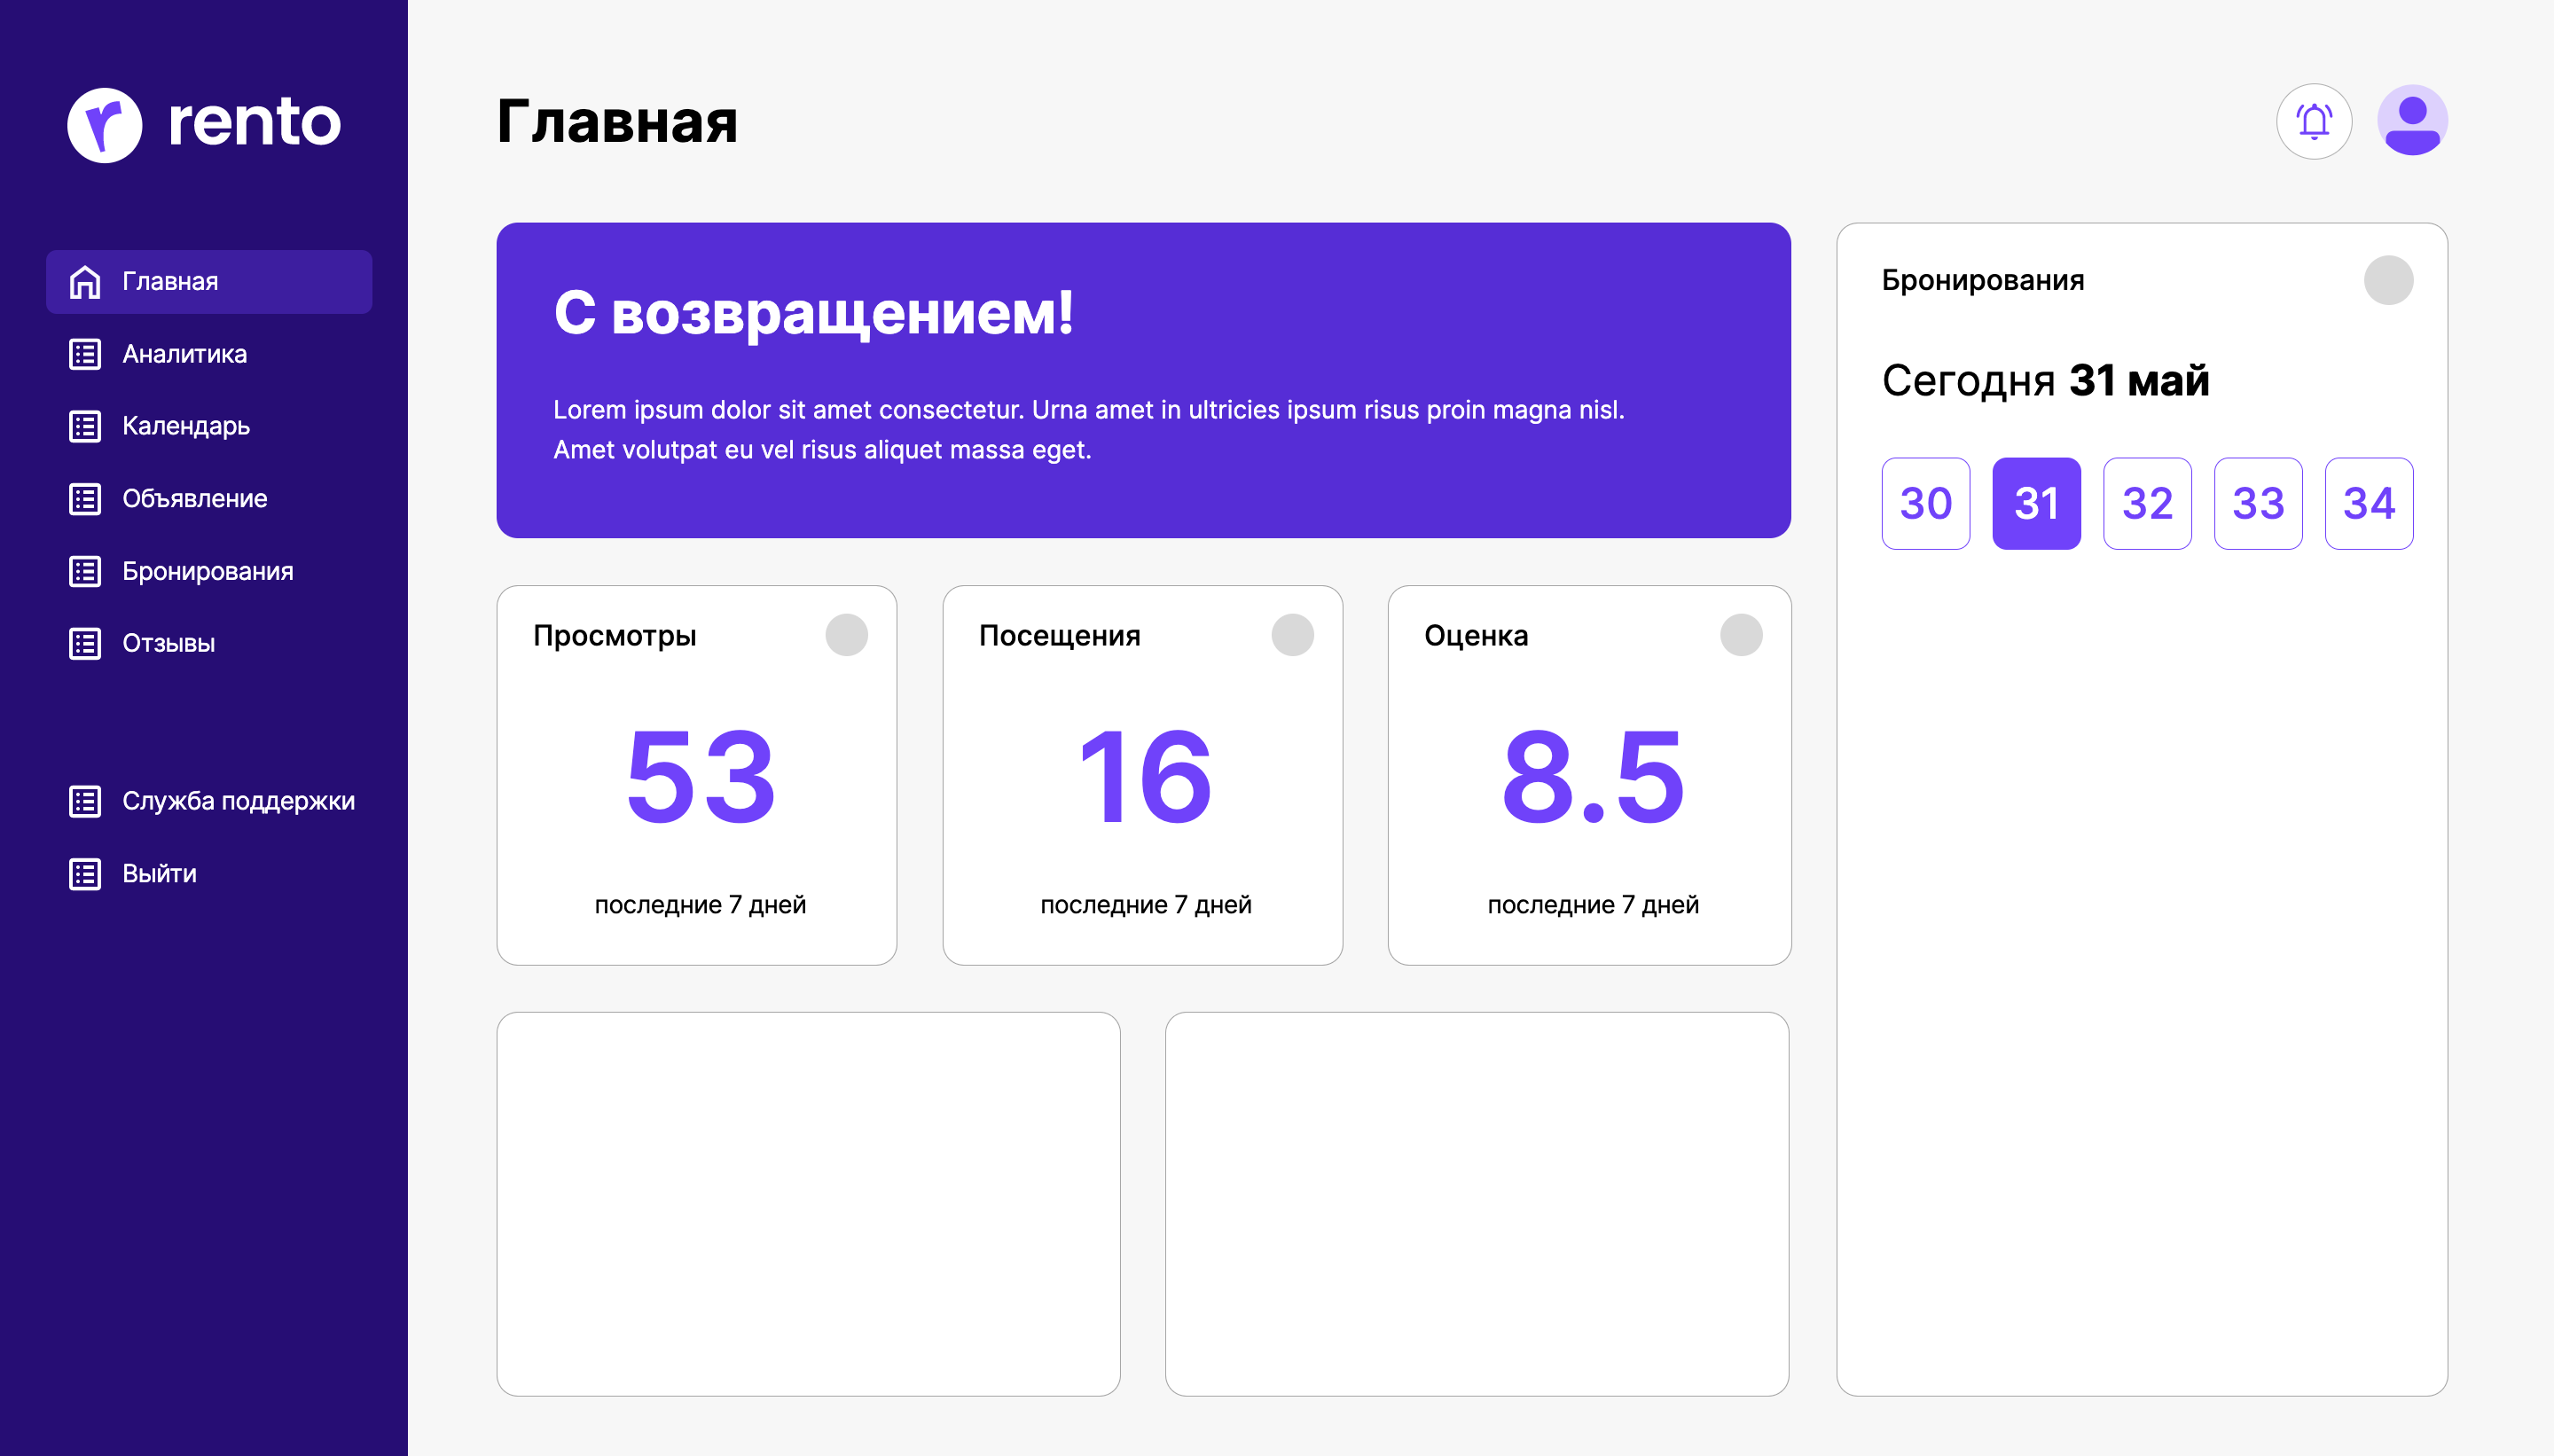 rento
Главная
Аналитика
Календарь
Объявление
Бронирования
Отзывы
Служба поддержки
Выйти
Главная
С возвращением!
Lorem ipsum dolor sit amet consectetur. Urna amet in ultricies ipsum risus proin magna nisl.
Amet volutpat eu vel risus aliquet massa eget.
Просмотры
53
последние 7 дней
Посещения
16
последние 7 дней
Оценка
8.5
последние 7 дней
Бронирования
Сегодня 31 май
30 31 32 33 34